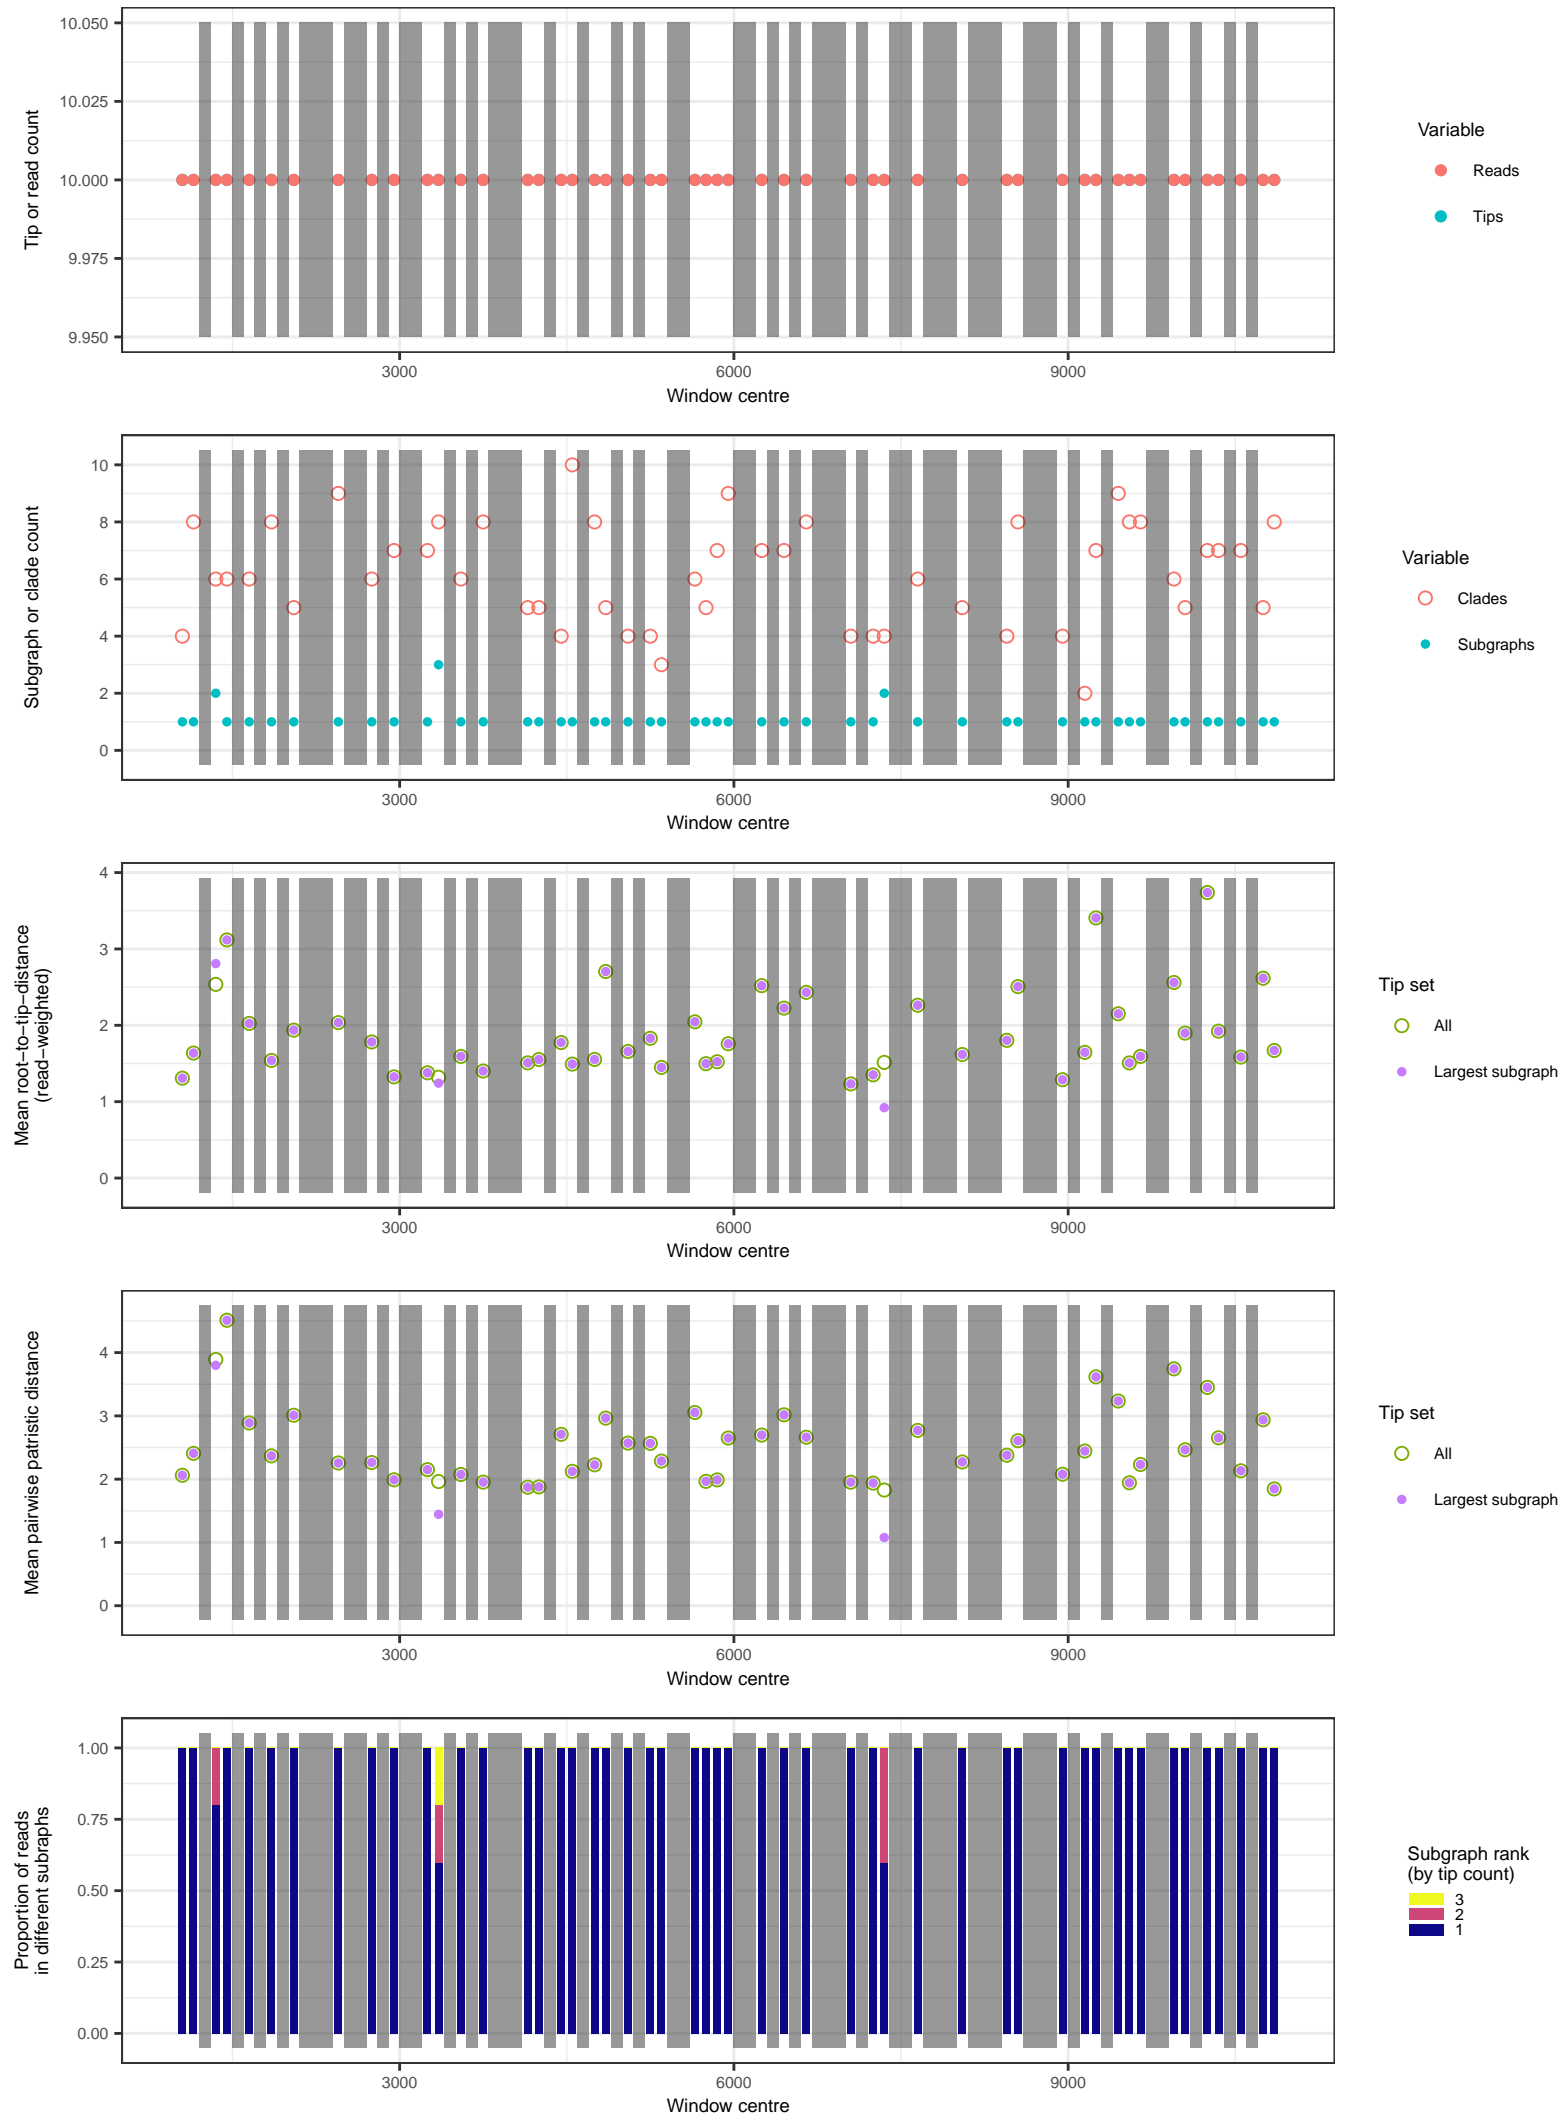 10.050
10.025
10.000
9.975
9.950
Tip or read count
3000
6000
9000
Window centre
Variable
Reads
Tips
10
8
6
4
2
0
Subgraph or clade count
3000
6000
9000
Window centre
Variable
Clades
Subgraphs
4
3
2
1
0
Mean root−to−tip−distance
(read−weighted)
3000
6000
9000
Window centre
Tip set
All
Largest subgraph
4
3
2
1
0
Mean pairwise patristic distance
3000
6000
9000
Window centre
Tip set
All
Largest subgraph
1.00
0.75
0.50
0.25
0.00
Proportion of reads
in different subraphs
3000
6000
9000
Window centre
Subgraph rank
(by tip count)
3
2
1